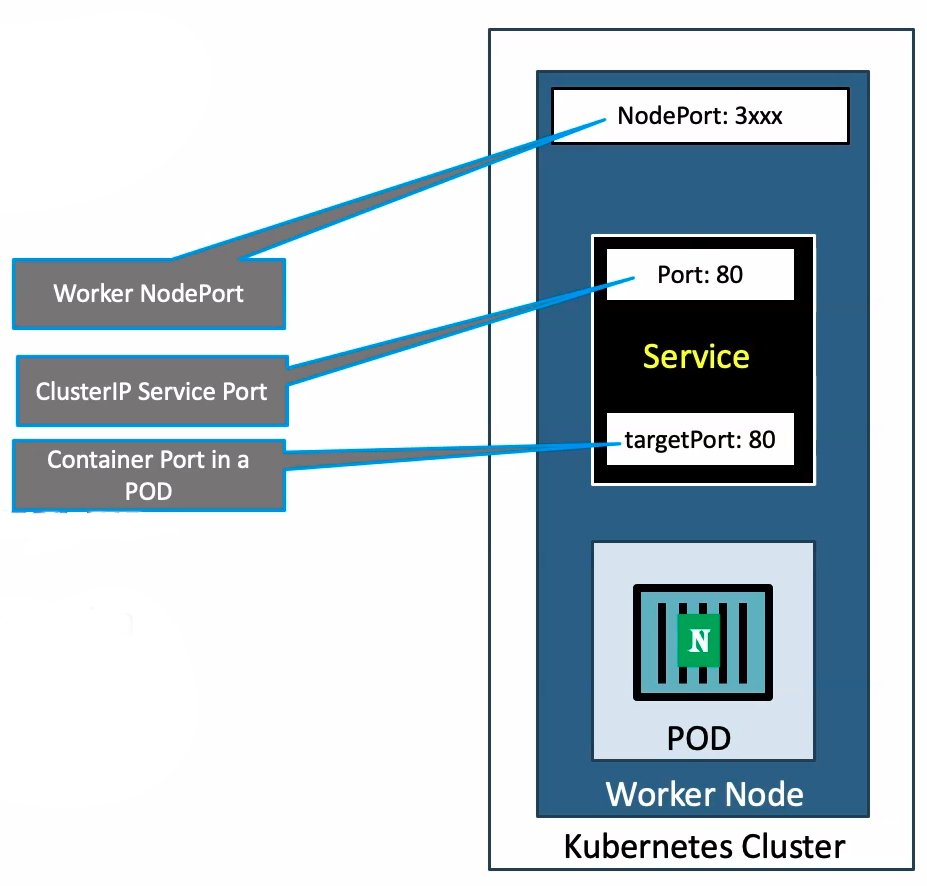 NodePort: 3xxx
Worker NodePort
Port: 80
Service
ClusterIP Service Port
targetPort: 80
Container Port in a
POD
N
POD
Worker Node
Kubernetes Cluster